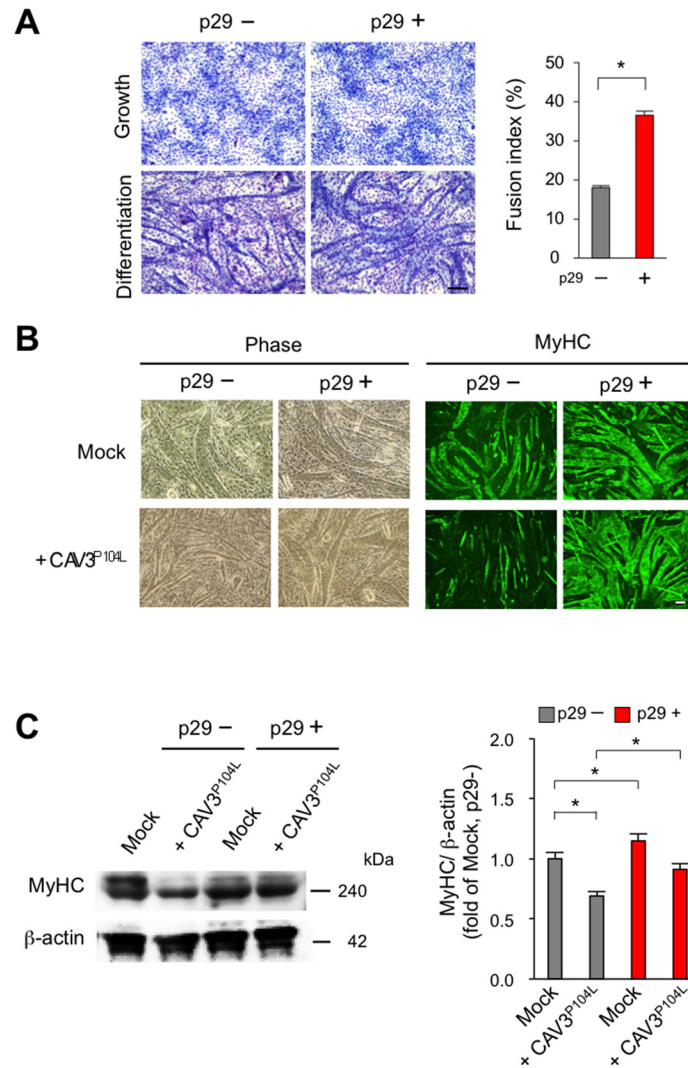 A
p29 − p29 +
Growth
Differentiation
Fusion index (%)
50
40
30
20
10
0
*
p29 − +
B
Phase MyHC
p29 − p29 + p29 − p29 +
Mock
+ CAV3P104L
C
p29 − p29 +
Mock + CAV3P104L Mock + CAV3P104L
kDa
MyHC 240
β-actin 42
p29 − p29 +
MyHC/ β-actin
(fold of Mock, p29-)
2.0
1.5
1.0
0.5
0.0
*
*
*
Mock + CAV3P104L Mock + CAV3P104L